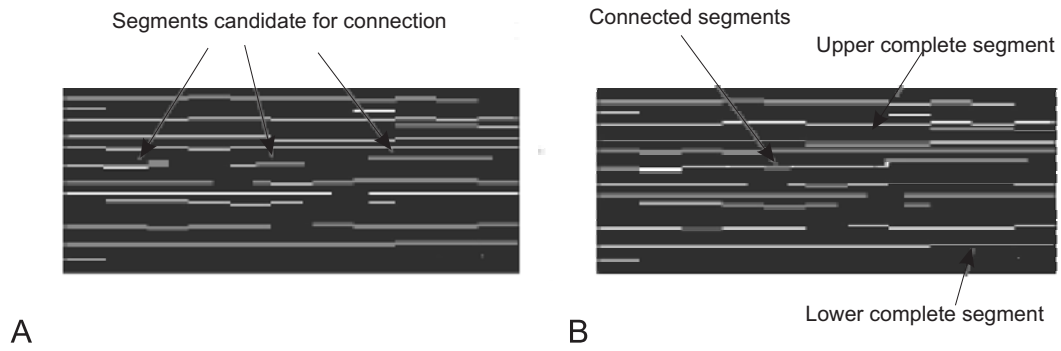 Segments candidate for connection
Connected segments
Upper complete segment
Lower complete segment
A
B